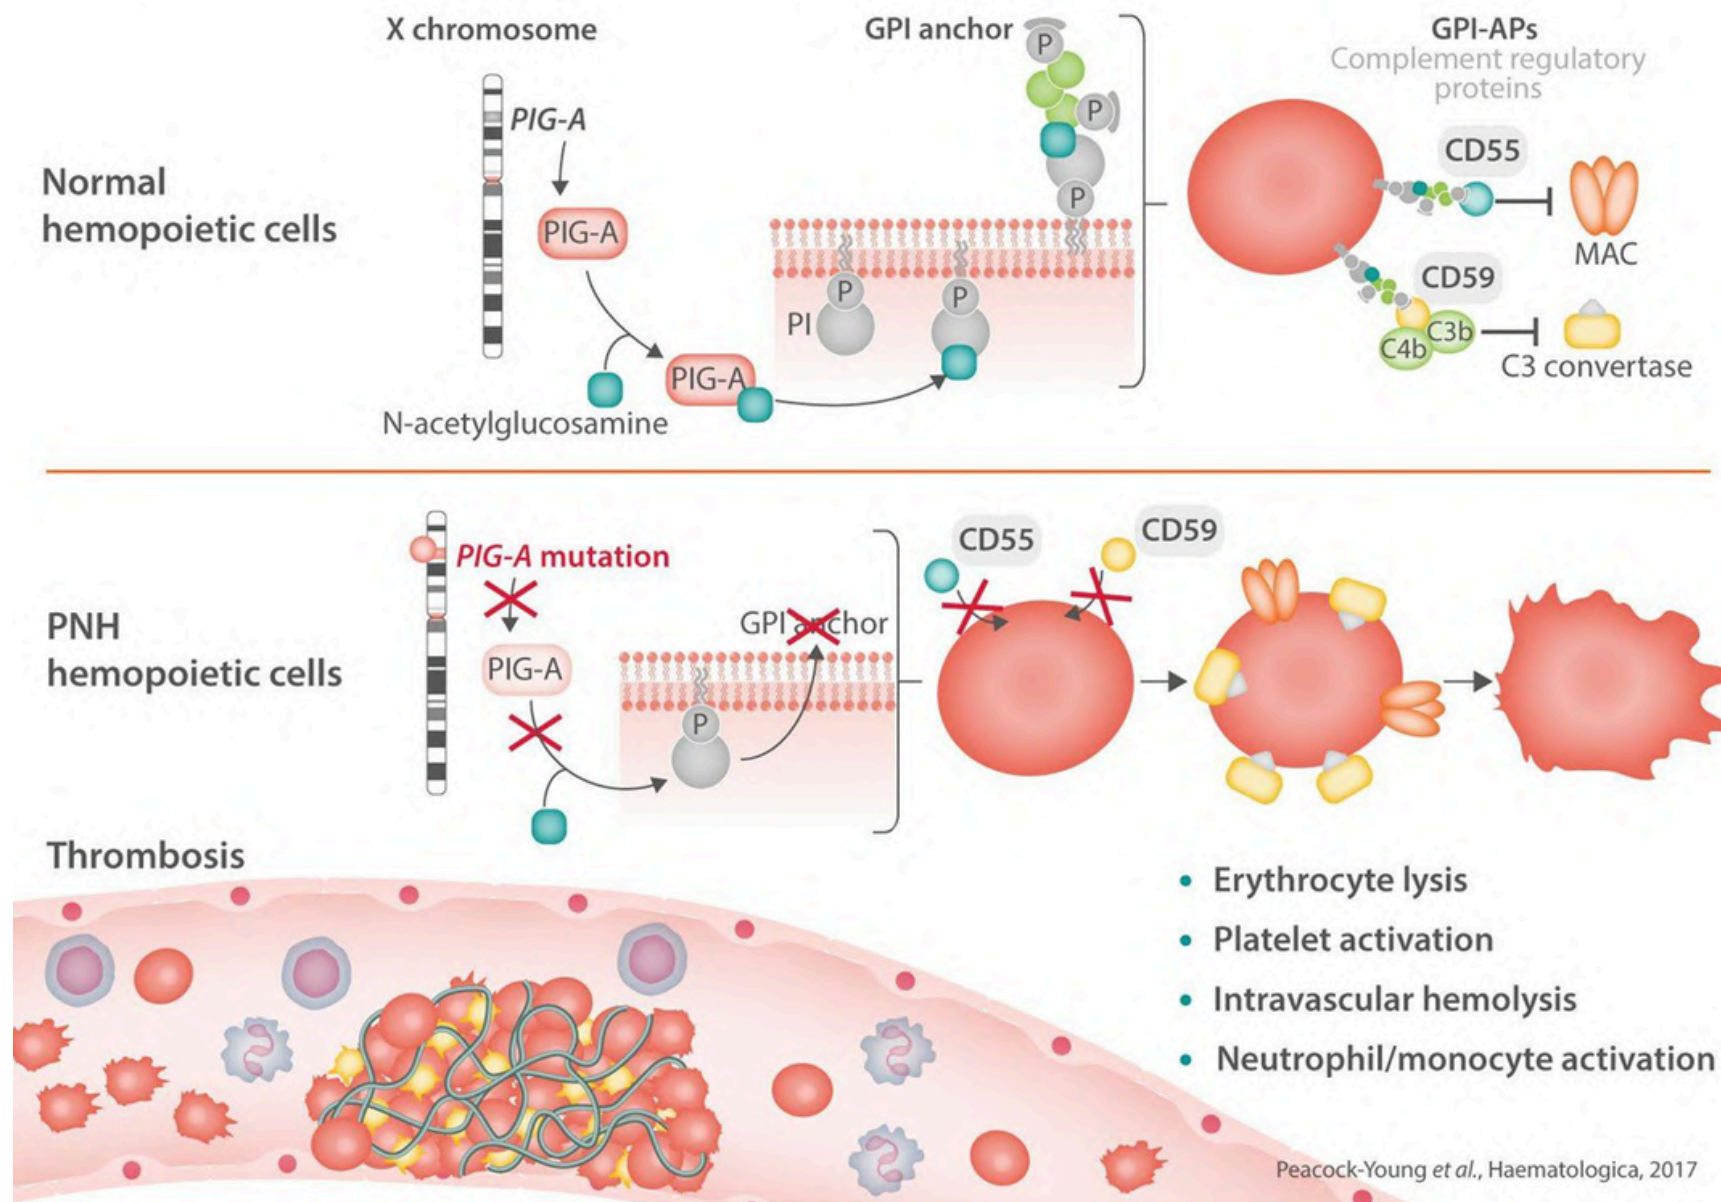 X chromosome
GPI anchor
GPI-APs
Complement regulatory
proteins
P
PIG-A
P
CD55
Normal
hemopoietic cells
PIG-A
P
MAC
CD59
P
P
PI
C3b
C4b
C3 convertase
PIG-A
N-acetylglucosamine
PIG-A mutation
CD55
CD59
PNH
hemopoietic cells
GPI anchor
PIG-A
P
Thrombosis
• Erythrocyte lysis
• Platelet activation
• Intravascular hemolysis
• Neutrophil/monocyte activation
Peacock-Young et al., Haematologica, 2017